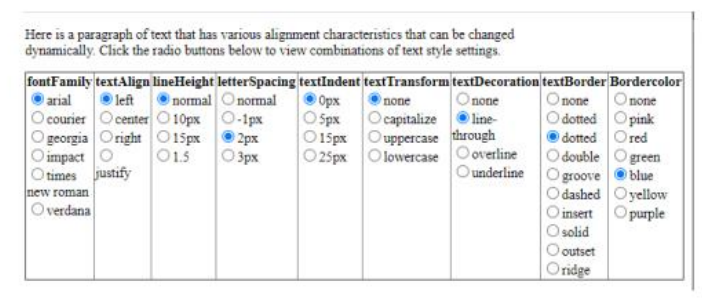 Here is a paragraph of text that has various alignment characteristics that can be changed
dynamically. Click the radio buttons below to view combinations of text style settings.
fontFamily textAlign lineHeight letterSpacing textIndent textTransform textDecoration textBorder Bordercolor
arial left normal normal 0px none none none none
courier center 10px -1px 5px capitalize line- dotted pink
georgia right 15px 2px 15px uppercase through dotted red
impact 1.5 3px 25px lowercase overline double green
times justify underline groove blue
new roman dashed yellow
verdana insert purple
solid
outset
ridge